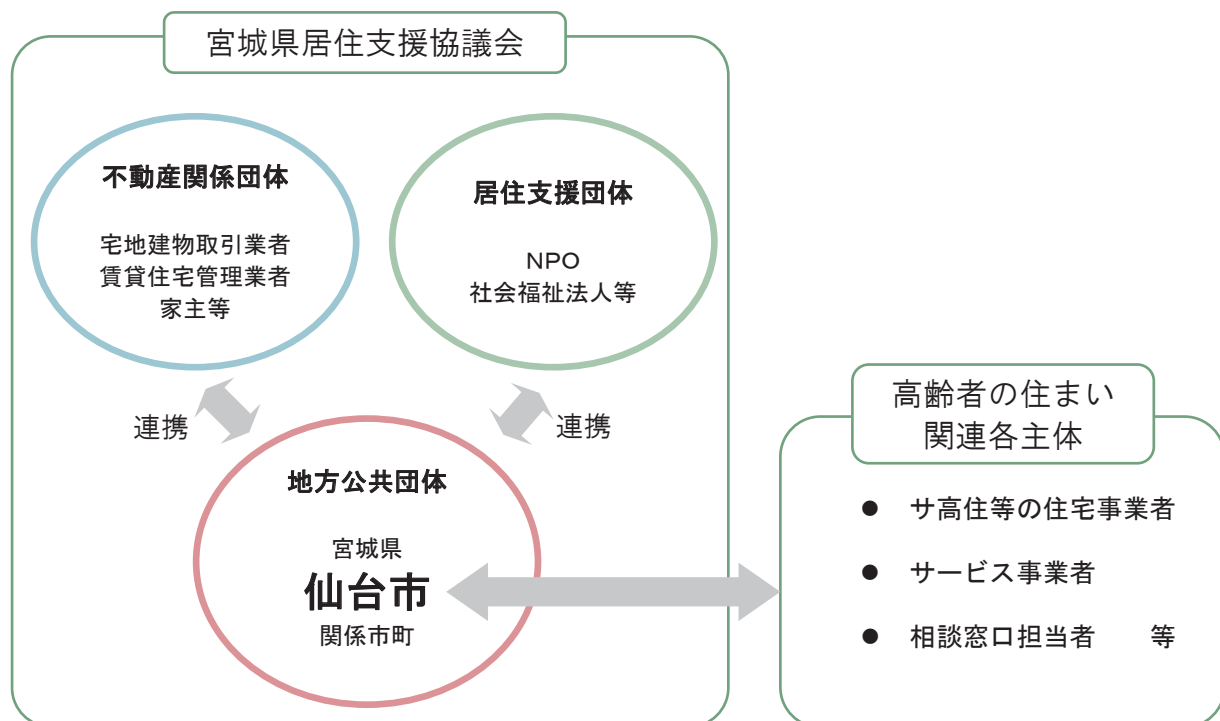 宮城県居住支援協議会
不動産関係団体
宅地建物取引業者
賃貸住宅管理業者
家主等
居住支援団体
NPO
社会福祉法人等
連携
連携
地方公共団体
宮城県
仙台市
関係市町
高齢者の住まい
関連各主体
● サ高住等の住宅事業者
● サービス事業者
● 相談窓口担当者　等